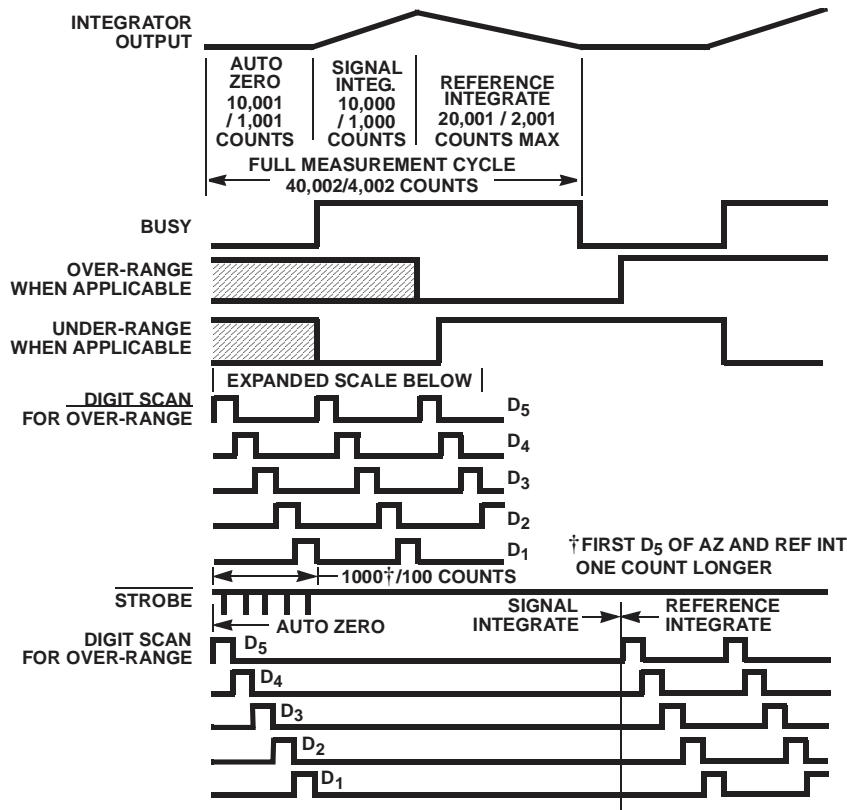 INTEGRATOR
OUTPUT
AUTO
ZERO
10,001
/ 1,001
COUNTS
SIGNAL
INTEG.
10,000
/ 1,000
COUNTS
REFERENCE
INTEGRATE
20,001 / 2,001
COUNTS MAX
FULL MEASUREMENT CYCLE
40,002/4,002 COUNTS
BUSY
OVER-RANGE
WHEN APPLICABLE
UNDER-RANGE
WHEN APPLICABLE
EXPANDED SCALE BELOW
DIGIT SCAN
FOR OVER-RANGE
D5
D4
D3
D2
D1
†FIRST D5 OF AZ AND REF INT
ONE COUNT LONGER
1000†/100 COUNTS
STROBE
AUTO ZERO
SIGNAL
INTEGRATE
REFERENCE
INTEGRATE
DIGIT SCAN
FOR OVER-RANGE
D5
D4
D3
D2
D1